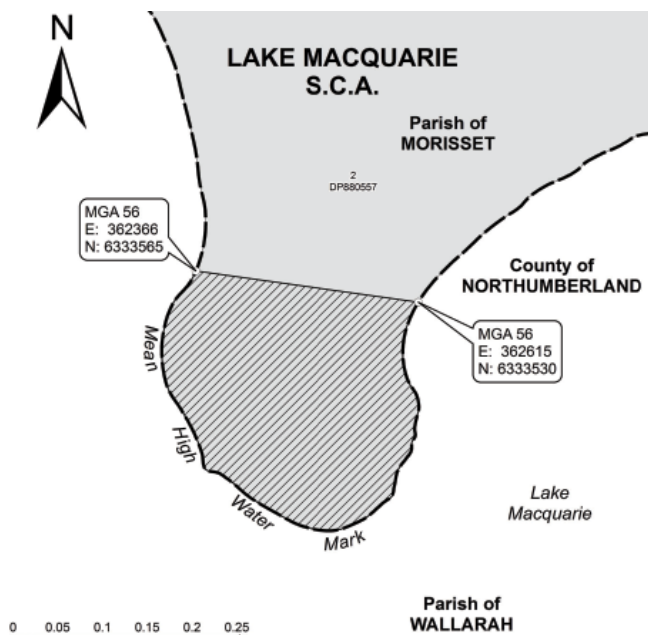 N
LAKE MACQUARIE
S.C.A.
Parish of
MORISSET
2
DP880557
MGA 56
E: 362366
N: 6333565
County of
NORTHUMBERLAND
MGA 56
E: 362615
N: 6333530
Mean
High
Water
Mark
Lake
Macquarie
Parish of
WALLARAH
0 0.05 0.1 0.15 0.2 0.25